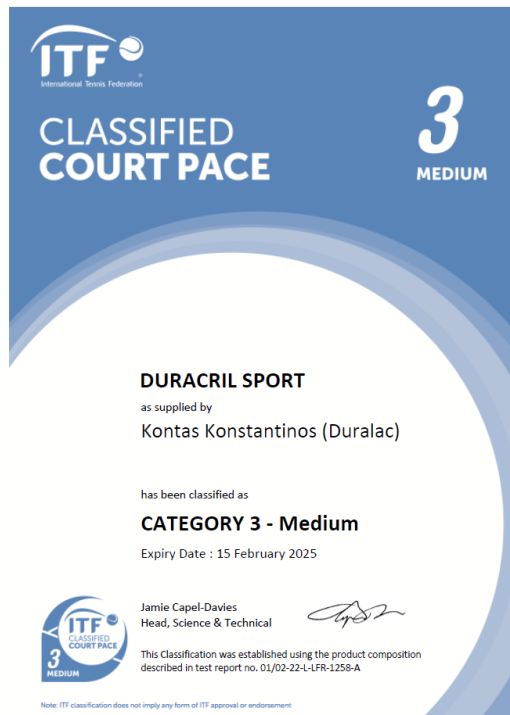 ITF
International Tennis Federation
CLASSIFIED
COURT PACE
3
MEDIUM
DURACRIL SPORT
as supplied by
Kontas Konstantinos (Duralac)
has been classified as
CATEGORY 3 - Medium
Expiry Date : 15 February 2025
Jamie Capel-Davies
Head, Science & Technical
This Classification was established using the product composition
described in test report no. 01/02-22-L-LFR-1258-A
ITF
CLASSIFIED
COURT PACE
3
MEDIUM
Note: ITF classification does not imply any form of ITF approval or endorsement